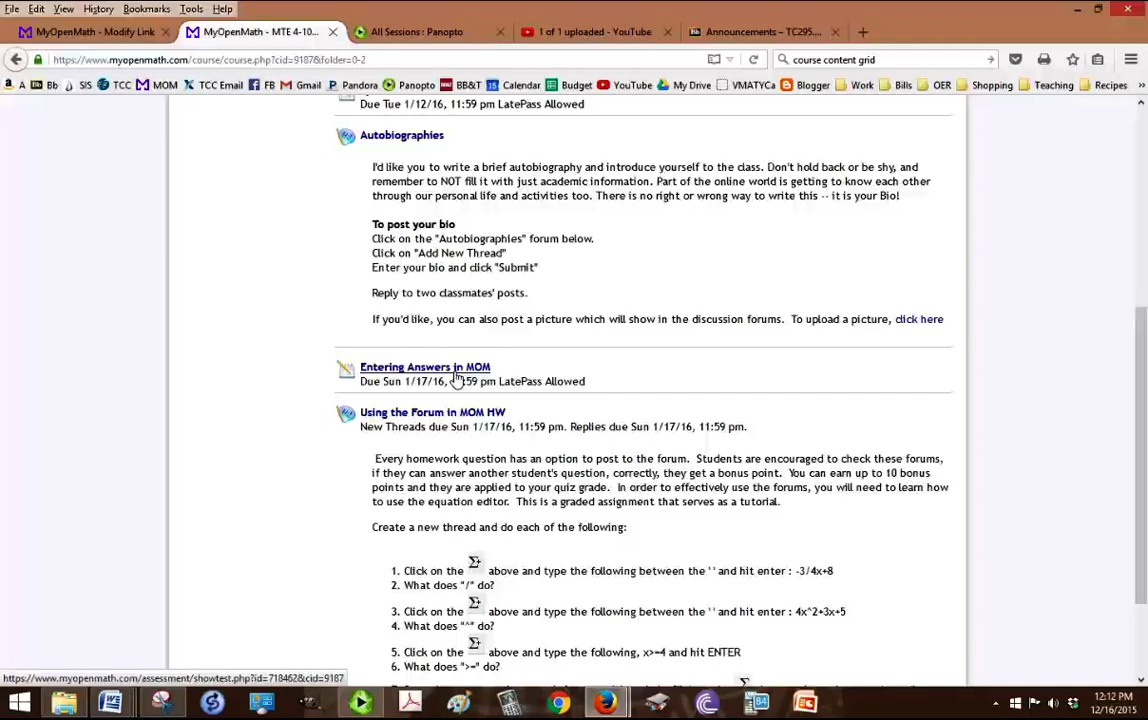 File Edit View History Bookmarks Tools Help
MyOpenMath - Modify Link
MyOpenMath - MTE 4-10...
All Sessions : Panopto
1 of 1 uploaded - YouTube
Announcements – TC295....
https://www.myopenmath.com/course/course.php?cid=9187&folder=0-2
course content grid
A Bb SIS TCC MOM TCC Email FB Gmail Pandora Panopto BB&T Calendar Budget YouTube My Drive VMATYCa Blogger Work Bills OER Shopping Teaching Recipes
Due Tue 1/12/16, 11:59 pm LatePass Allowed
Autobiographies
I'd like you to write a brief autobiography and introduce yourself to the class. Don't hold back or be shy, and
remember to NOT fill it with just academic information. Part of the online world is getting to know each other
through our personal life and activities too. There is no right or wrong way to write this -- it is your Bio!
To post your bio
Click on the "Autobiographies" forum below.
Click on "Add New Thread"
Enter your bio and click "Submit"
Reply to two classmates' posts.
If you'd like, you can also post a picture which will show in the discussion forums. To upload a picture, click here
Entering Answers in MOM
Due Sun 1/17/16, :59 pm LatePass Allowed
Using the Forum in MOM HW
New Threads due Sun 1/17/16, 11:59 pm. Replies due Sun 1/17/16, 11:59 pm.
Every homework question has an option to post to the forum. Students are encouraged to check these forums,
if they can answer another student's question, correctly, they get a bonus point. You can earn up to 10 bonus
points and they are applied to your quiz grade. In order to effectively use the forums, you will need to learn how
to use the equation editor. This is a graded assignment that serves as a tutorial.
Create a new thread and do each of the following:
1. Click on the Σ+ above and type the following between the ' ' and hit enter : -3/4x+8
2. What does "/" do?
3. Click on the Σ+ above and type the following between the ' ' and hit enter : 4x^2+3x+5
4. What does "^" do?
5. Click on the Σ+ above and type the following, x>=4 and hit ENTER
6. What does ">=" do?
https://www.myopenmath.com/assessment/showtest.php?id=718462&cid=9187
12:12 PM
12/16/2015